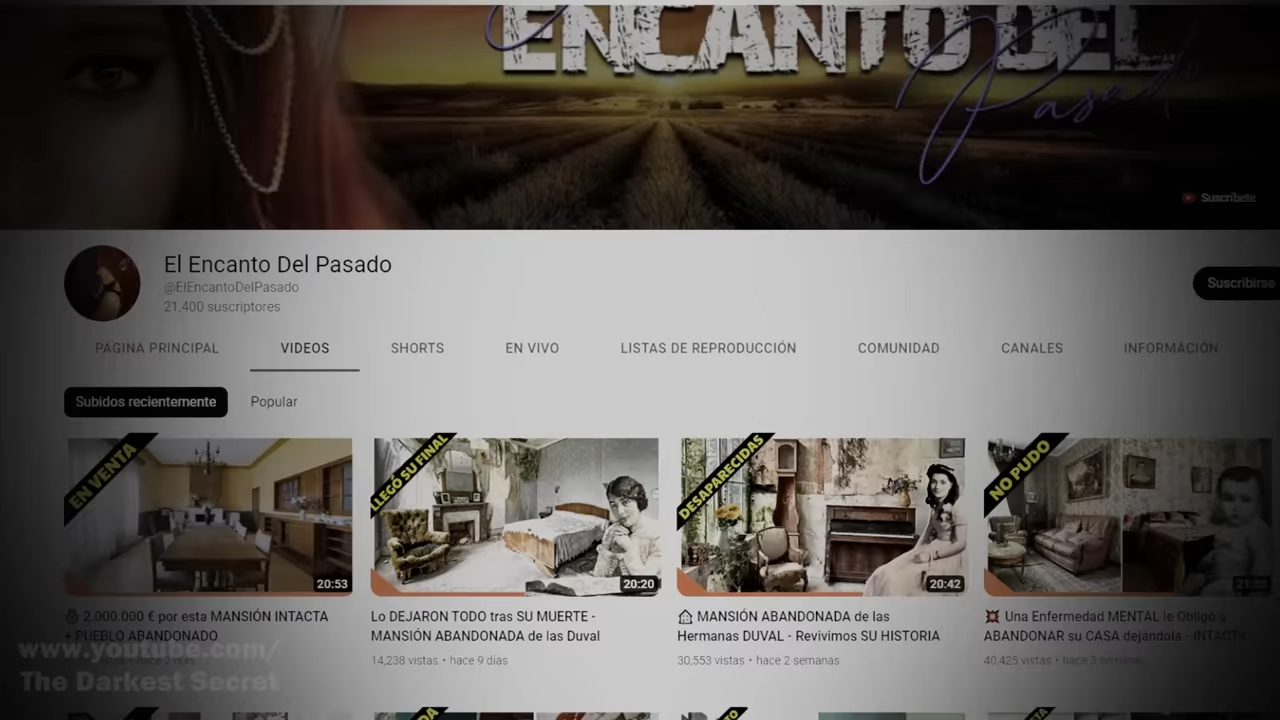 ENCANTO DEL
Pasad
Suscríbete
El Encanto Del Pasado
@ElEncantoDelPasado
21,400 suscriptores
Suscribirse
PÁGINA PRINCIPAL VIDEOS SHORTS EN VIVO LISTAS DE REPRODUCCIÓN COMUNIDAD CANALES INFORMACIÓN
Subidos recientemente Popular
EN VENTA
20:53
LLEGÓ SU FINAL
20:20
DESAPARECIDAS
20:42
NO PUDO
2.000.000 € por esta MANSIÓN INTACTA
+ PUEBLO ABANDONADO
Lo DEJARON TODO tras SU MUERTE -
MANSIÓN ABANDONADA de las Duval
14,238 vistas • hace 9 días
MANSIÓN ABANDONADA de las
Hermanas DUVAL - Revivimos SU HISTORIA
30,553 vistas • hace 2 semanas
Una Enfermedad MENTAL le Obligó a
ABANDONAR su CASA dejándola - INTACTA
40,425 vistas • hace 3 semanas
www.youtube.com/
The Darkest Secret